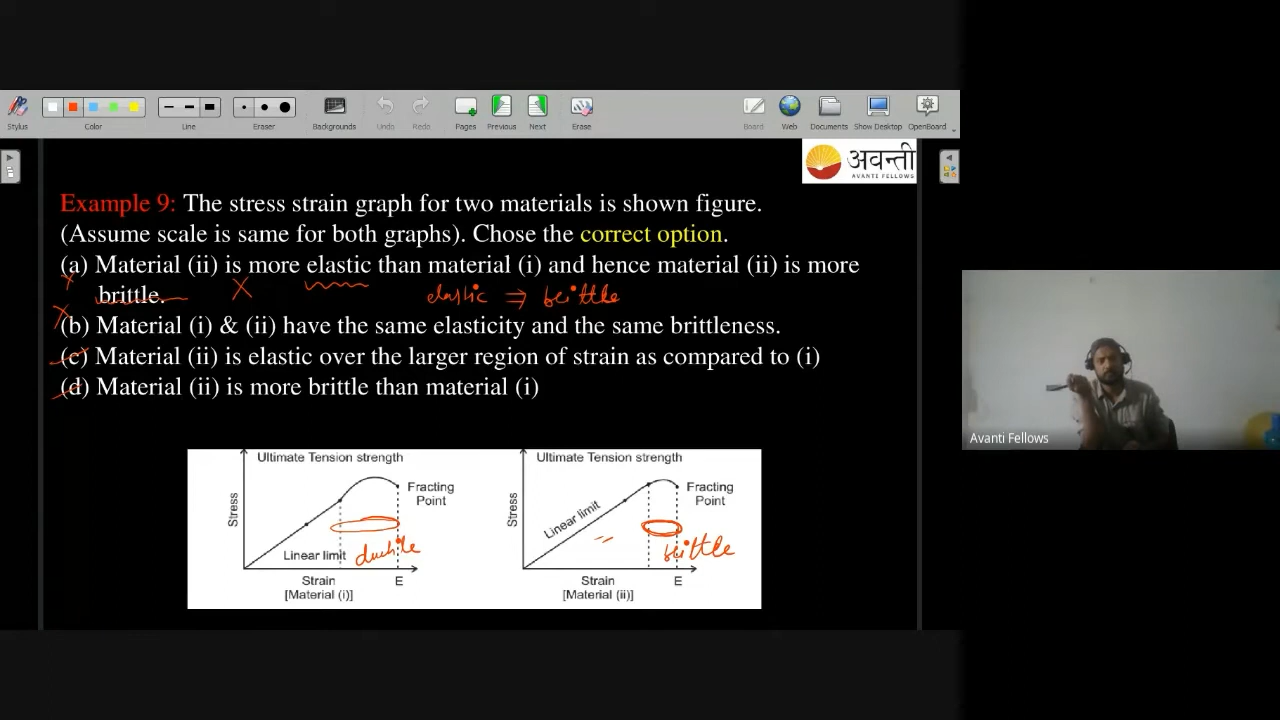 Stylus
Color
Line
Eraser
Backgrounds
Undo
Redo
Pages
Previous
Next
Erase
Board
Web
Documents
Show Desktop
OpenBoard
अवन्ती
AVANTI FELLOWS
Example 9: The stress strain graph for two materials is shown figure.
(Assume scale is same for both graphs). Chose the correct option.
(a) Material (ii) is more elastic than material (i) and hence material (ii) is more
brittle.
elastic ⇒ brittle
(b) Material (i) & (ii) have the same elasticity and the same brittleness.
(c) Material (ii) is elastic over the larger region of strain as compared to (i)
(d) Material (ii) is more brittle than material (i)
Avanti Fellows
Ultimate Tension strength
Fracting
Point
Stress
Linear limit
ductile
Strain
E
[Material (i)]
Ultimate Tension strength
Fracting
Point
Stress
Linear limit
brittle
Strain
E
[Material (ii)]